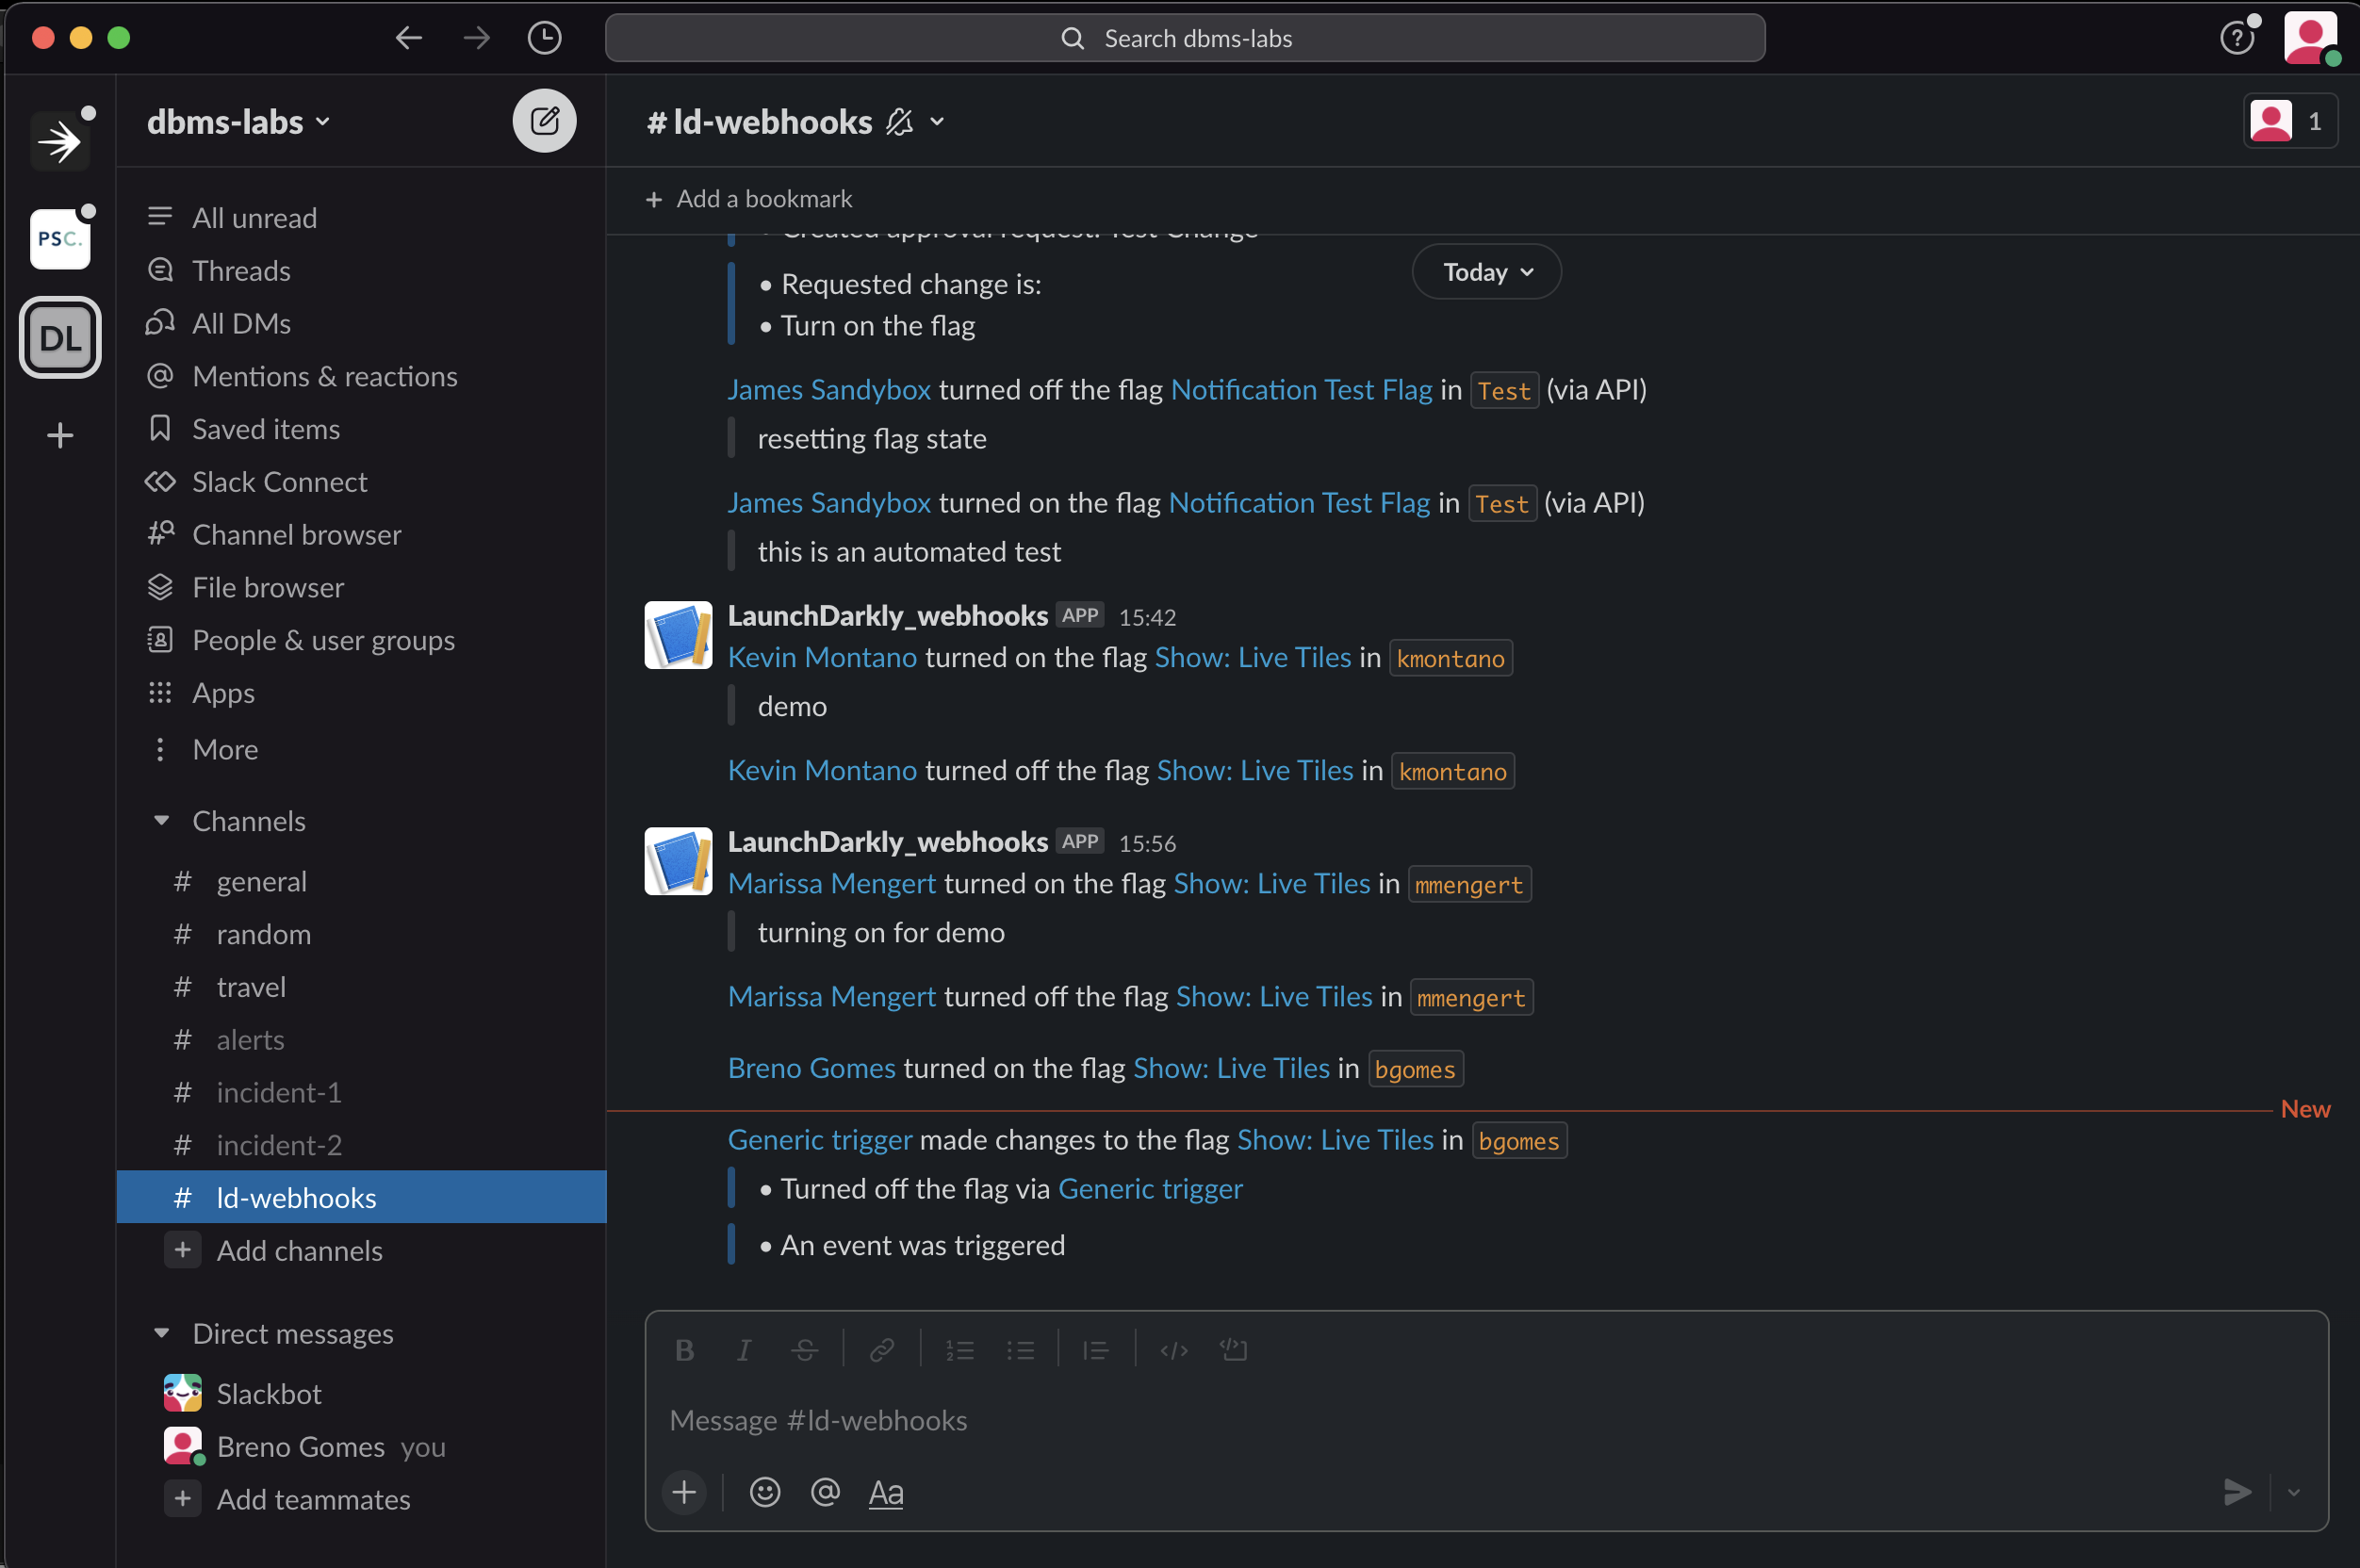 Search dbms-labs
dbms-labs
PSC.
DL
All unread
Threads
All DMs
Mentions & reactions
Saved items
Slack Connect
Channel browser
File browser
People & user groups
Apps
More
Channels
# general
# random
# travel
# alerts
# incident-1
# incident-2
# ld-webhooks
+ Add channels
Direct messages
Slackbot
Breno Gomes you
+ Add teammates
# ld-webhooks
1
+ Add a bookmark
• Created approval request: Test Change
Today
• Requested change is:
• Turn on the flag
James Sandybox turned off the flag Notification Test Flag in Test (via API)
resetting flag state
James Sandybox turned on the flag Notification Test Flag in Test (via API)
this is an automated test
LaunchDarkly_webhooks APP 15:42
Kevin Montano turned on the flag Show: Live Tiles in kmontano
demo
Kevin Montano turned off the flag Show: Live Tiles in kmontano
LaunchDarkly_webhooks APP 15:56
Marissa Mengert turned on the flag Show: Live Tiles in mmengert
turning on for demo
Marissa Mengert turned off the flag Show: Live Tiles in mmengert
Breno Gomes turned on the flag Show: Live Tiles in bgomes
New
Generic trigger made changes to the flag Show: Live Tiles in bgomes
• Turned off the flag via Generic trigger
• An event was triggered
B I S
Message #ld-webhooks
+ @ Aa